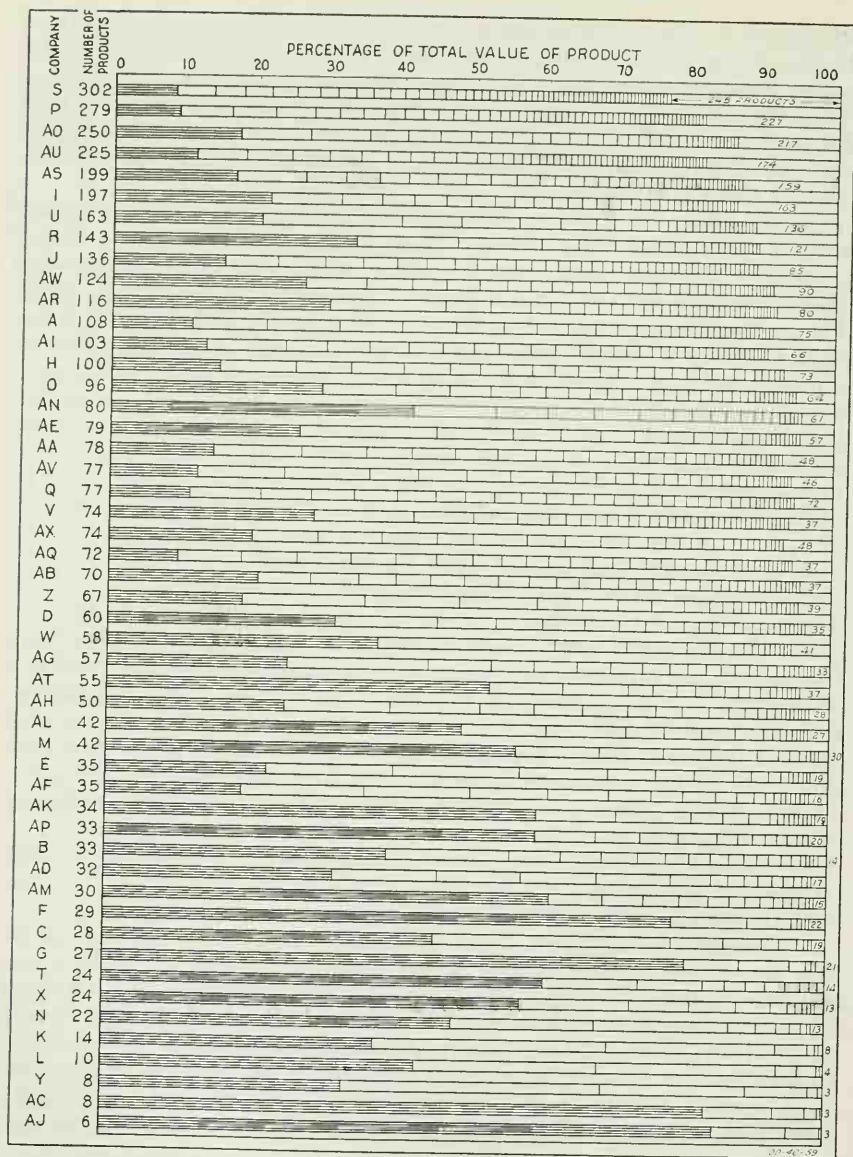 COMPANY
NUMBER OF
PRODUCTS
PERCENTAGE OF TOTAL VALUE OF PRODUCT
0 10 20 30 40 50 60 70 80 90 100
S 302 245 PRODUCTS
P 279 227
AO 250 217
AU 225 174
AS 199 159
I 197 163
U 163 136
R 143 121
J 136 85
AW 124 90
AR 116 80
A 108 75
AI 103 66
H 100 73
O 96 64
AN 80 61
AE 79 57
AA 78 48
AV 77 46
Q 77 72
V 74 37
AX 74 48
AQ 72 37
AB 70 37
Z 67 39
D 60 35
W 58 41
AG 57 33
AT 55 37
AH 50 28
AL 42 27
M 42 30
E 35 19
AF 35 16
AK 34 19
AP 33 20
B 33 14
AD 32 17
AM 30 15
F 29 22
C 28 19
G 27 21
T 24 14
X 24 13
N 22 13
K 14 8
L 10 4
Y 8 3
AC 8 3
AJ 6 3